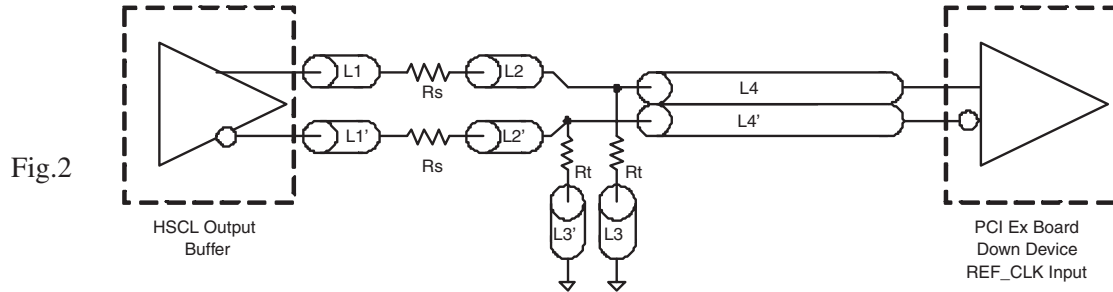 L1
Rs
L2
L4
L1'
Rs
L2'
L4'
Fig.2
Rt
Rt
L3'
L3
HSCL Output
Buffer
PCI Ex Board
Down Device
REF_CLK Input